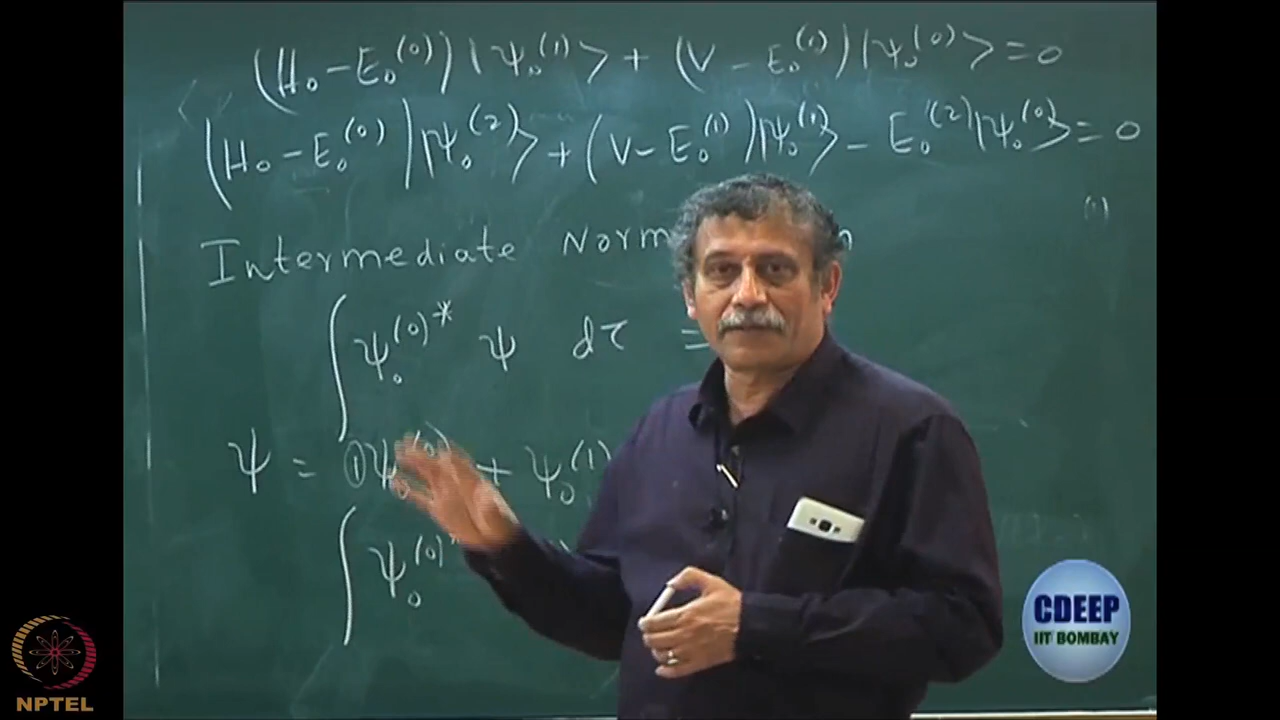 (H₀ – E₀⁽⁰⁾) |ψ₀⁽¹⁾> + (V – E₀⁽¹⁾) |ψ₀⁽⁰⁾> = 0
(H₀ – E₀⁽⁰⁾) |ψ₀⁽²⁾> + (V – E₀⁽¹⁾) |ψ₀⁽¹⁾> – E₀⁽²⁾ |ψ₀⁽⁰⁾> = 0
Intermediate Norm n
∫ ψ₀⁽⁰⁾* ψ dτ =
ψ = ① ψ₀⁽⁰⁾ + ψ₀⁽¹⁾
∫ ψ₀⁽⁰⁾*
CDEEP
IIT BOMBAY
NPTEL